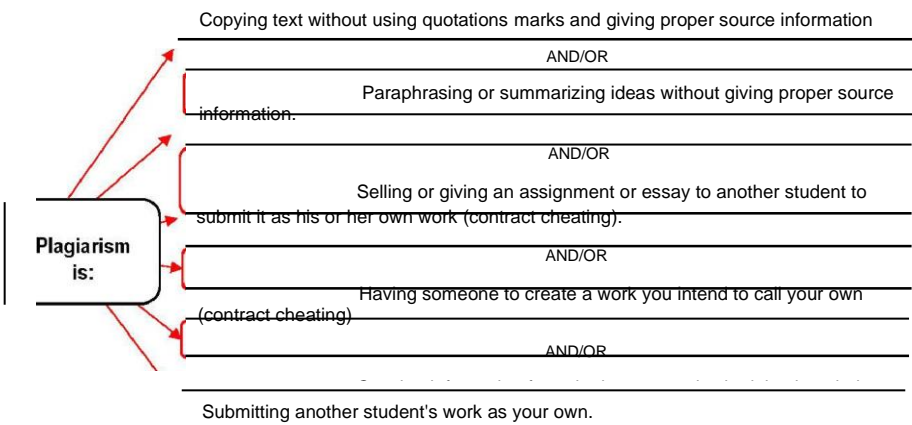 Copying text without using quotations marks and giving proper source information
AND/OR
Paraphrasing or summarizing ideas without giving proper source
information.
AND/OR
Selling or giving an assignment or essay to another student to
submit it as his or her own work (contract cheating).
Plagiarism
is:
AND/OR
Having someone to create a work you intend to call your own
(contract cheating)
AND/OR
Submitting another student's work as your own.